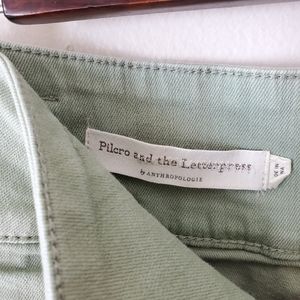 Pilcro and the Letterpress
by ANTHROPOLOGIE